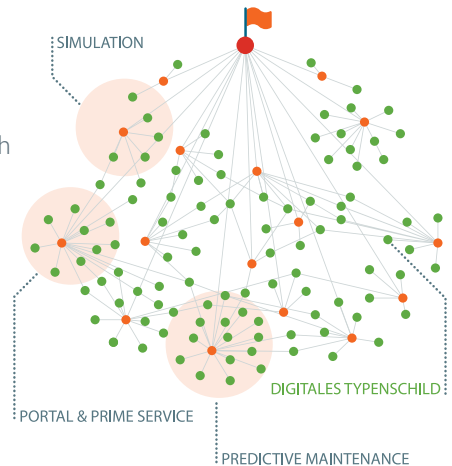 SIMULATION
h
DIGITALES TYPENSCHILD
PORTAL & PRIME SERVICE
PREDICTIVE MAINTENANCE